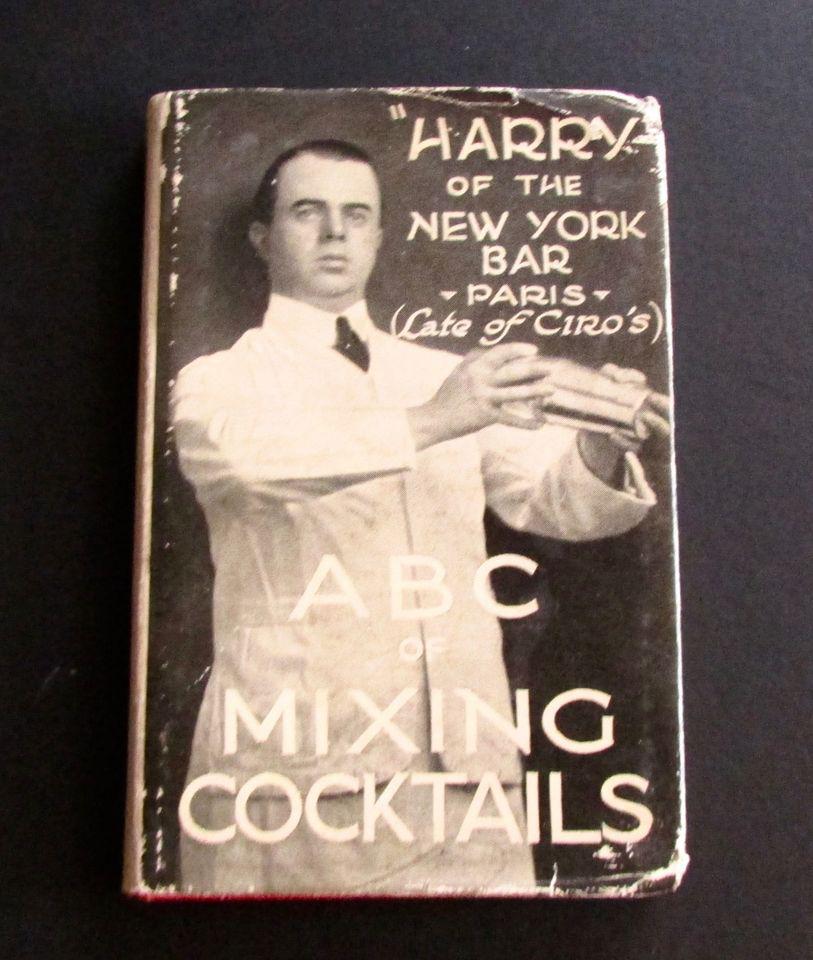 "HARRY"
OF THE
NEW YORK
BAR
PARIS
(Late of CIRO'S)
ABC
OF
MIXING
COCKTAILS